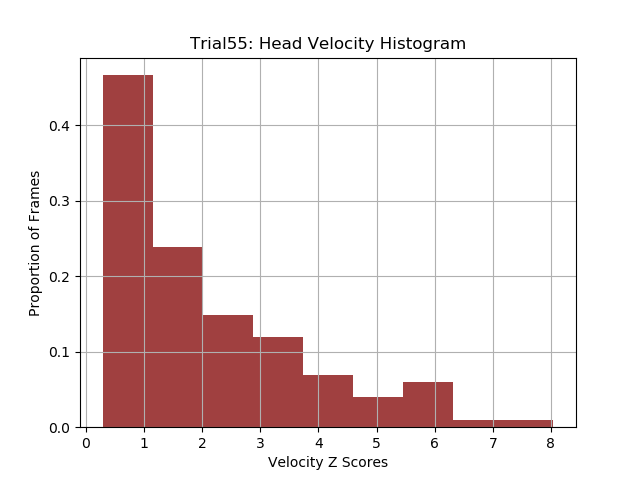 Trial55: Head Velocity Histogram
Proportion of Frames
0.4
0.3
0.2
0.1
0.0
0 1 2 3 4 5 6 7 8
Velocity Z Scores